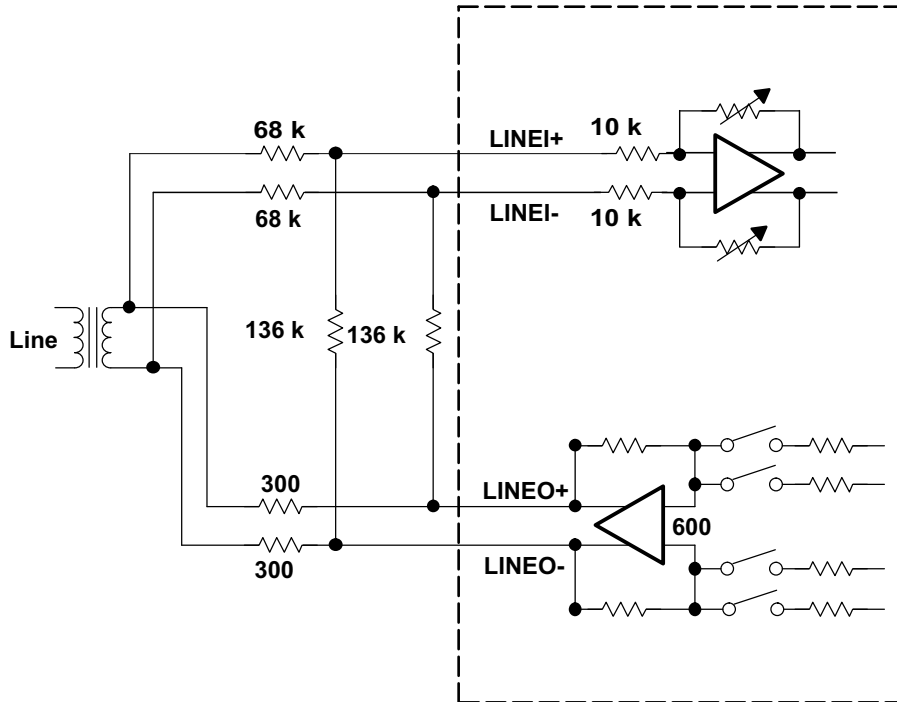 68 k
LINEI+
10 k
68 k
LINEI-
10 k
Line
136 k
136 k
300
LINEO+
600
300
LINEO-